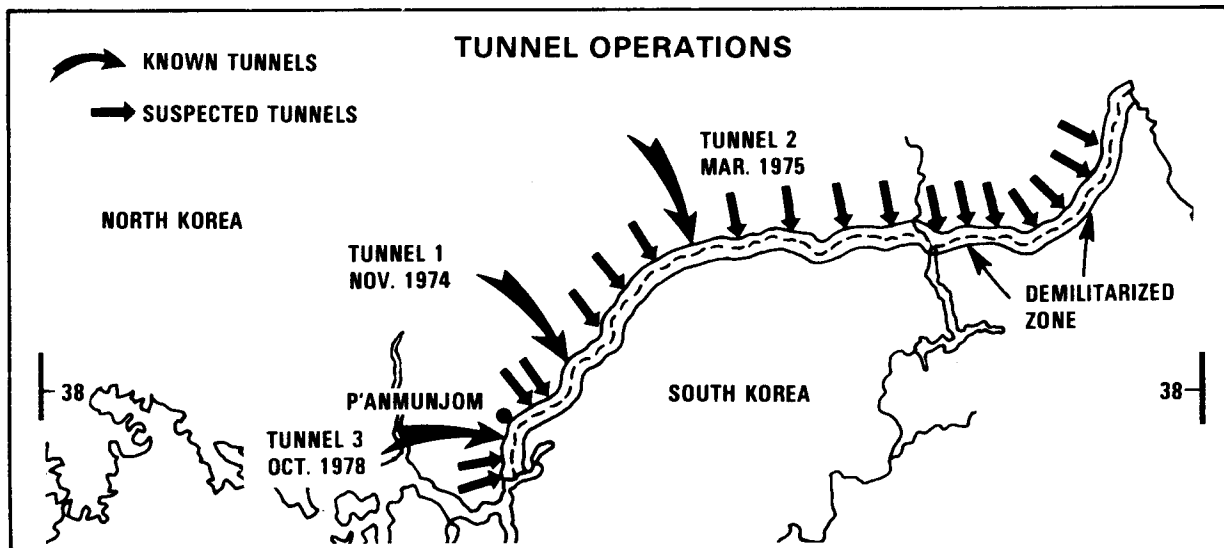 TUNNEL OPERATIONS
KNOWN TUNNELS
SUSPECTED TUNNELS
TUNNEL 2
MAR. 1975
NORTH KOREA
TUNNEL 1
NOV. 1974
DEMILITARIZED
ZONE
38
P'ANMUNJOM
SOUTH KOREA
38
TUNNEL 3
OCT. 1978